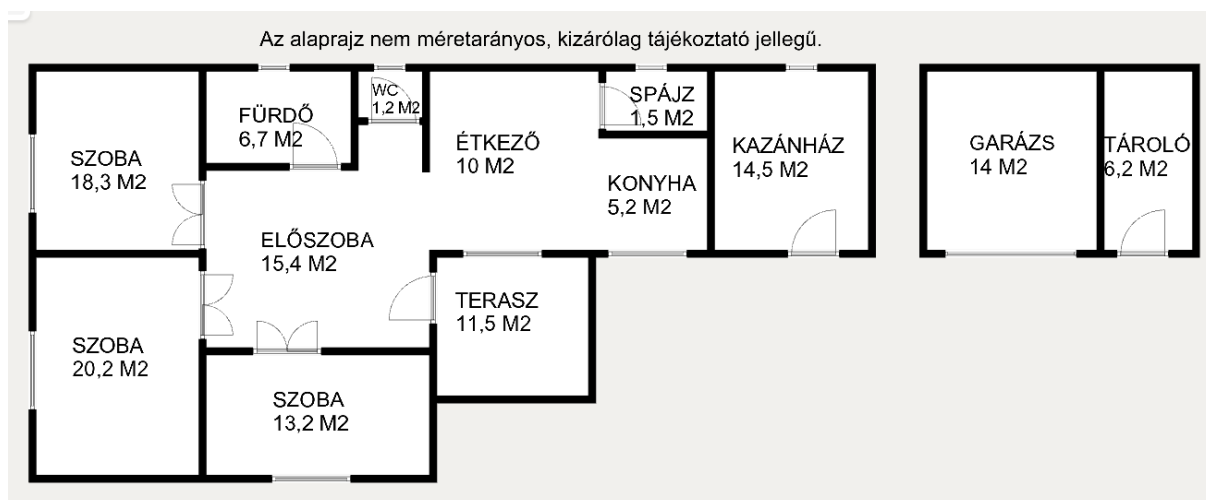 Az alaprajz nem méretarányos, kizárólag tájékoztató jellegű.
SZOBA
18,3 M2
FÜRDŐ
6,7 M2
WC
1,2 M2
ÉTKEZŐ
10 M2
SPÁJZ
1,5 M2
KONYHA
5,2 M2
KAZÁNHÁZ
14,5 M2
GARÁZS
14 M2
TÁROLÓ
6,2 M2
ELŐSZOBA
15,4 M2
TERASZ
11,5 M2
SZOBA
20,2 M2
SZOBA
13,2 M2